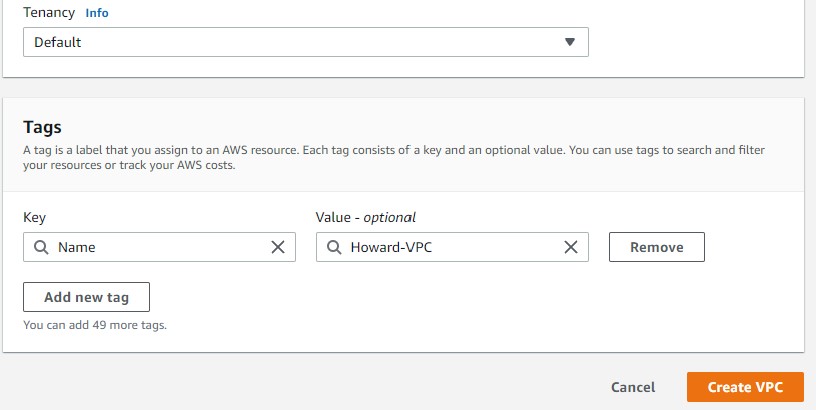 Tenancy Info
Default
Tags
A tag is a label that you assign to an AWS resource. Each tag consists of a key and an optional value. You can use tags to search and filter
your resources or track your AWS costs.
Key Value - optional
Name Howard-VPC Remove
Add new tag
You can add 49 more tags.
Cancel Create VPC